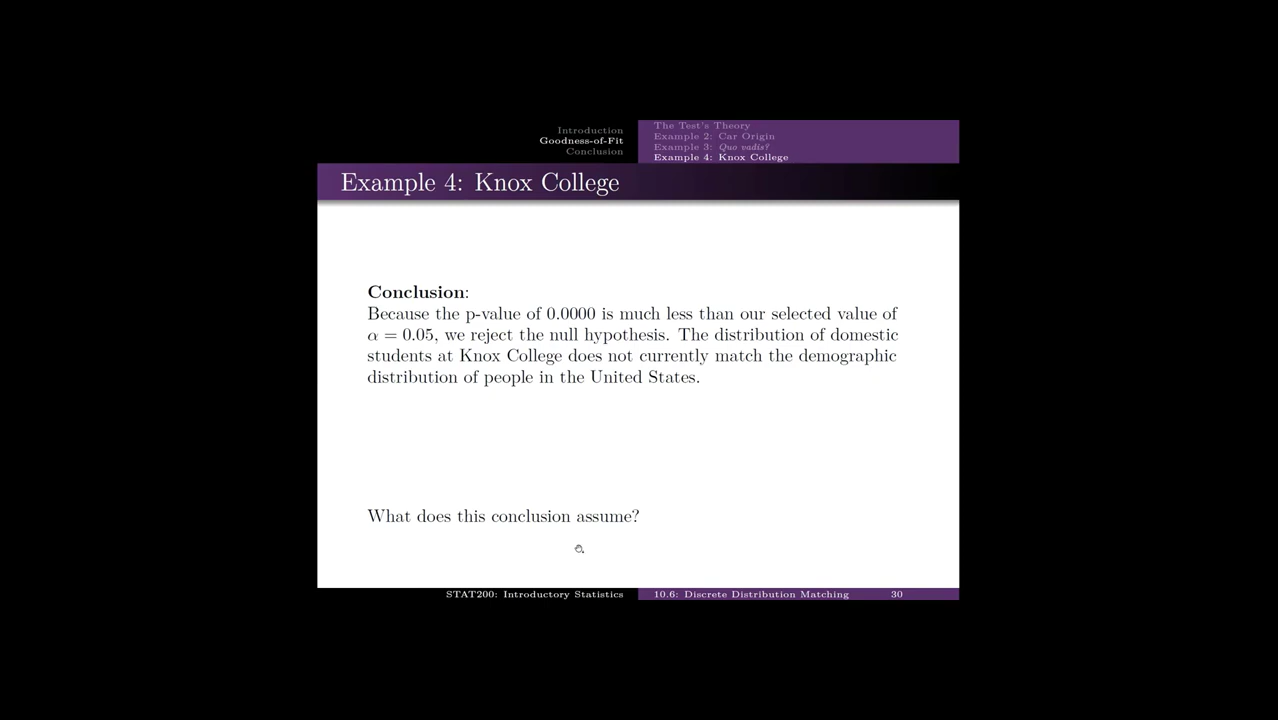 Introduction
Goodness-of-Fit
Conclusion
The Test's Theory
Example 2: Car Origin
Example 3: Quo vadis?
Example 4: Knox College
Example 4: Knox College
Conclusion:
Because the p-value of 0.0000 is much less than our selected value of
α = 0.05, we reject the null hypothesis. The distribution of domestic
students at Knox College does not currently match the demographic
distribution of people in the United States.
What does this conclusion assume?
STAT200: Introductory Statistics
10.6: Discrete Distribution Matching 30